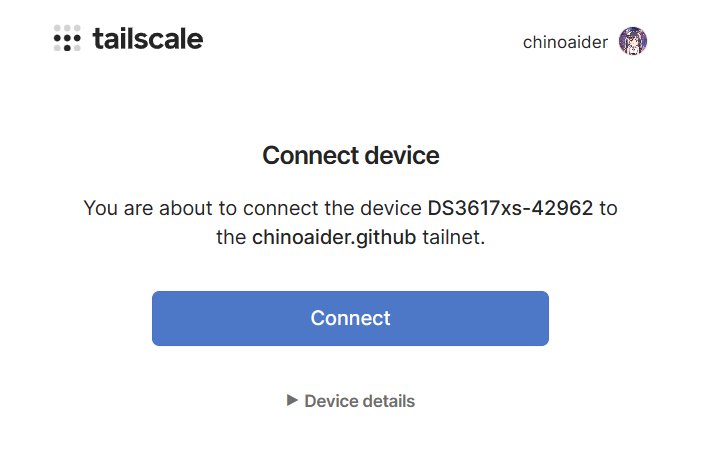 tailscale
chinoaider
Connect device
You are about to connect the device DS3617xs-42962 to
the chinoaider.github tailnet.
Connect
Device details